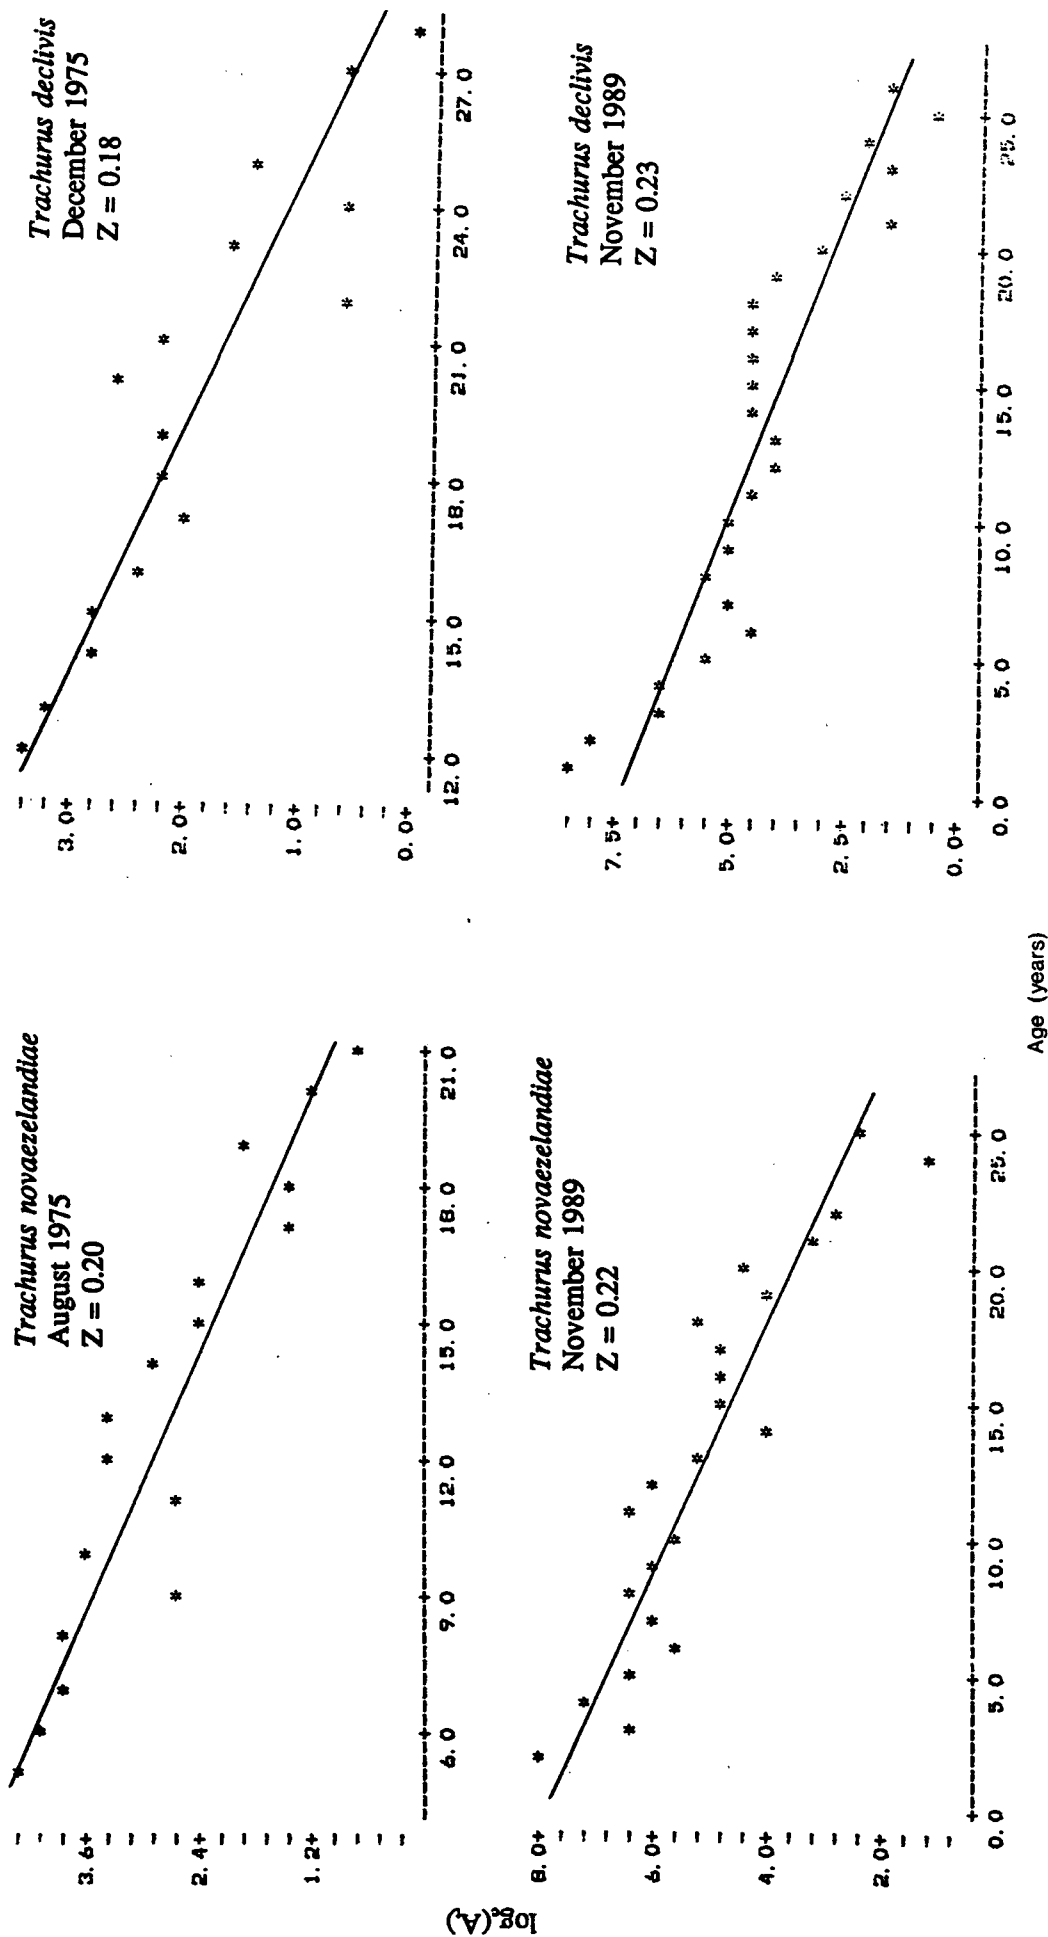 Trachurus novaezelandiae
August 1975
Z = 0.20
3.6+
2.4+
1.2+
6.0
9.0
12.0
15.0
18.0
21.0
Trachurus declivis
December 1975
Z = 0.18
3.0+
2.0+
1.0+
0.0+
12.0
15.0
18.0
21.0
24.0
27.0
logₑ(Aₜ)
Trachurus novaezelandiae
November 1989
Z = 0.22
8.0+
6.0+
4.0+
2.0+
0.0
5.0
10.0
15.0
20.0
25.0
Trachurus declivis
November 1989
Z = 0.23
7.5+
5.0+
2.5+
0.0+
0.0
5.0
10.0
15.0
20.0
25.0
Age (years)